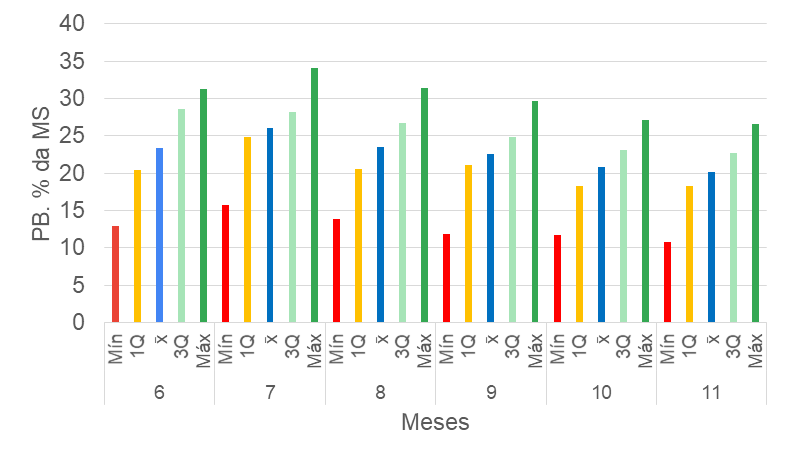 40
35
30
25
20
15
10
5
0
PB. % da MS
Mín 1Q x̄ 3Q Máx Mín 1Q x̄ 3Q Máx Mín 1Q x̄ 3Q Máx Mín 1Q x̄ 3Q Máx Mín 1Q x̄ 3Q Máx Mín 1Q x̄ 3Q Máx
6 7 8 9 10 11
Meses